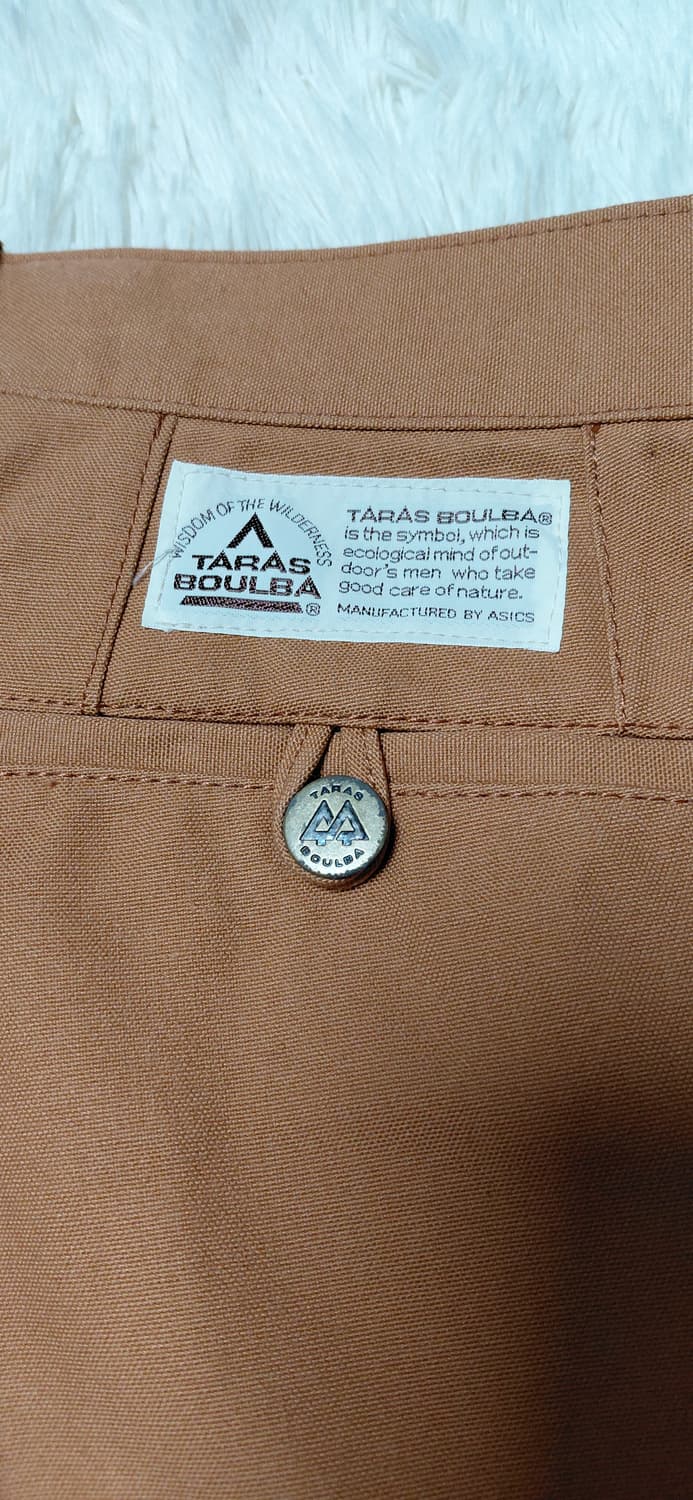 WISDOM OF THE WILDERNESS
TARAS
BOULBA
®
TARAS BOULBA®
is the symbol, which is
ecological mind of out-
door's men who take
good care of nature.
MANUFACTURED BY ASICS
TARAS
BOULBA